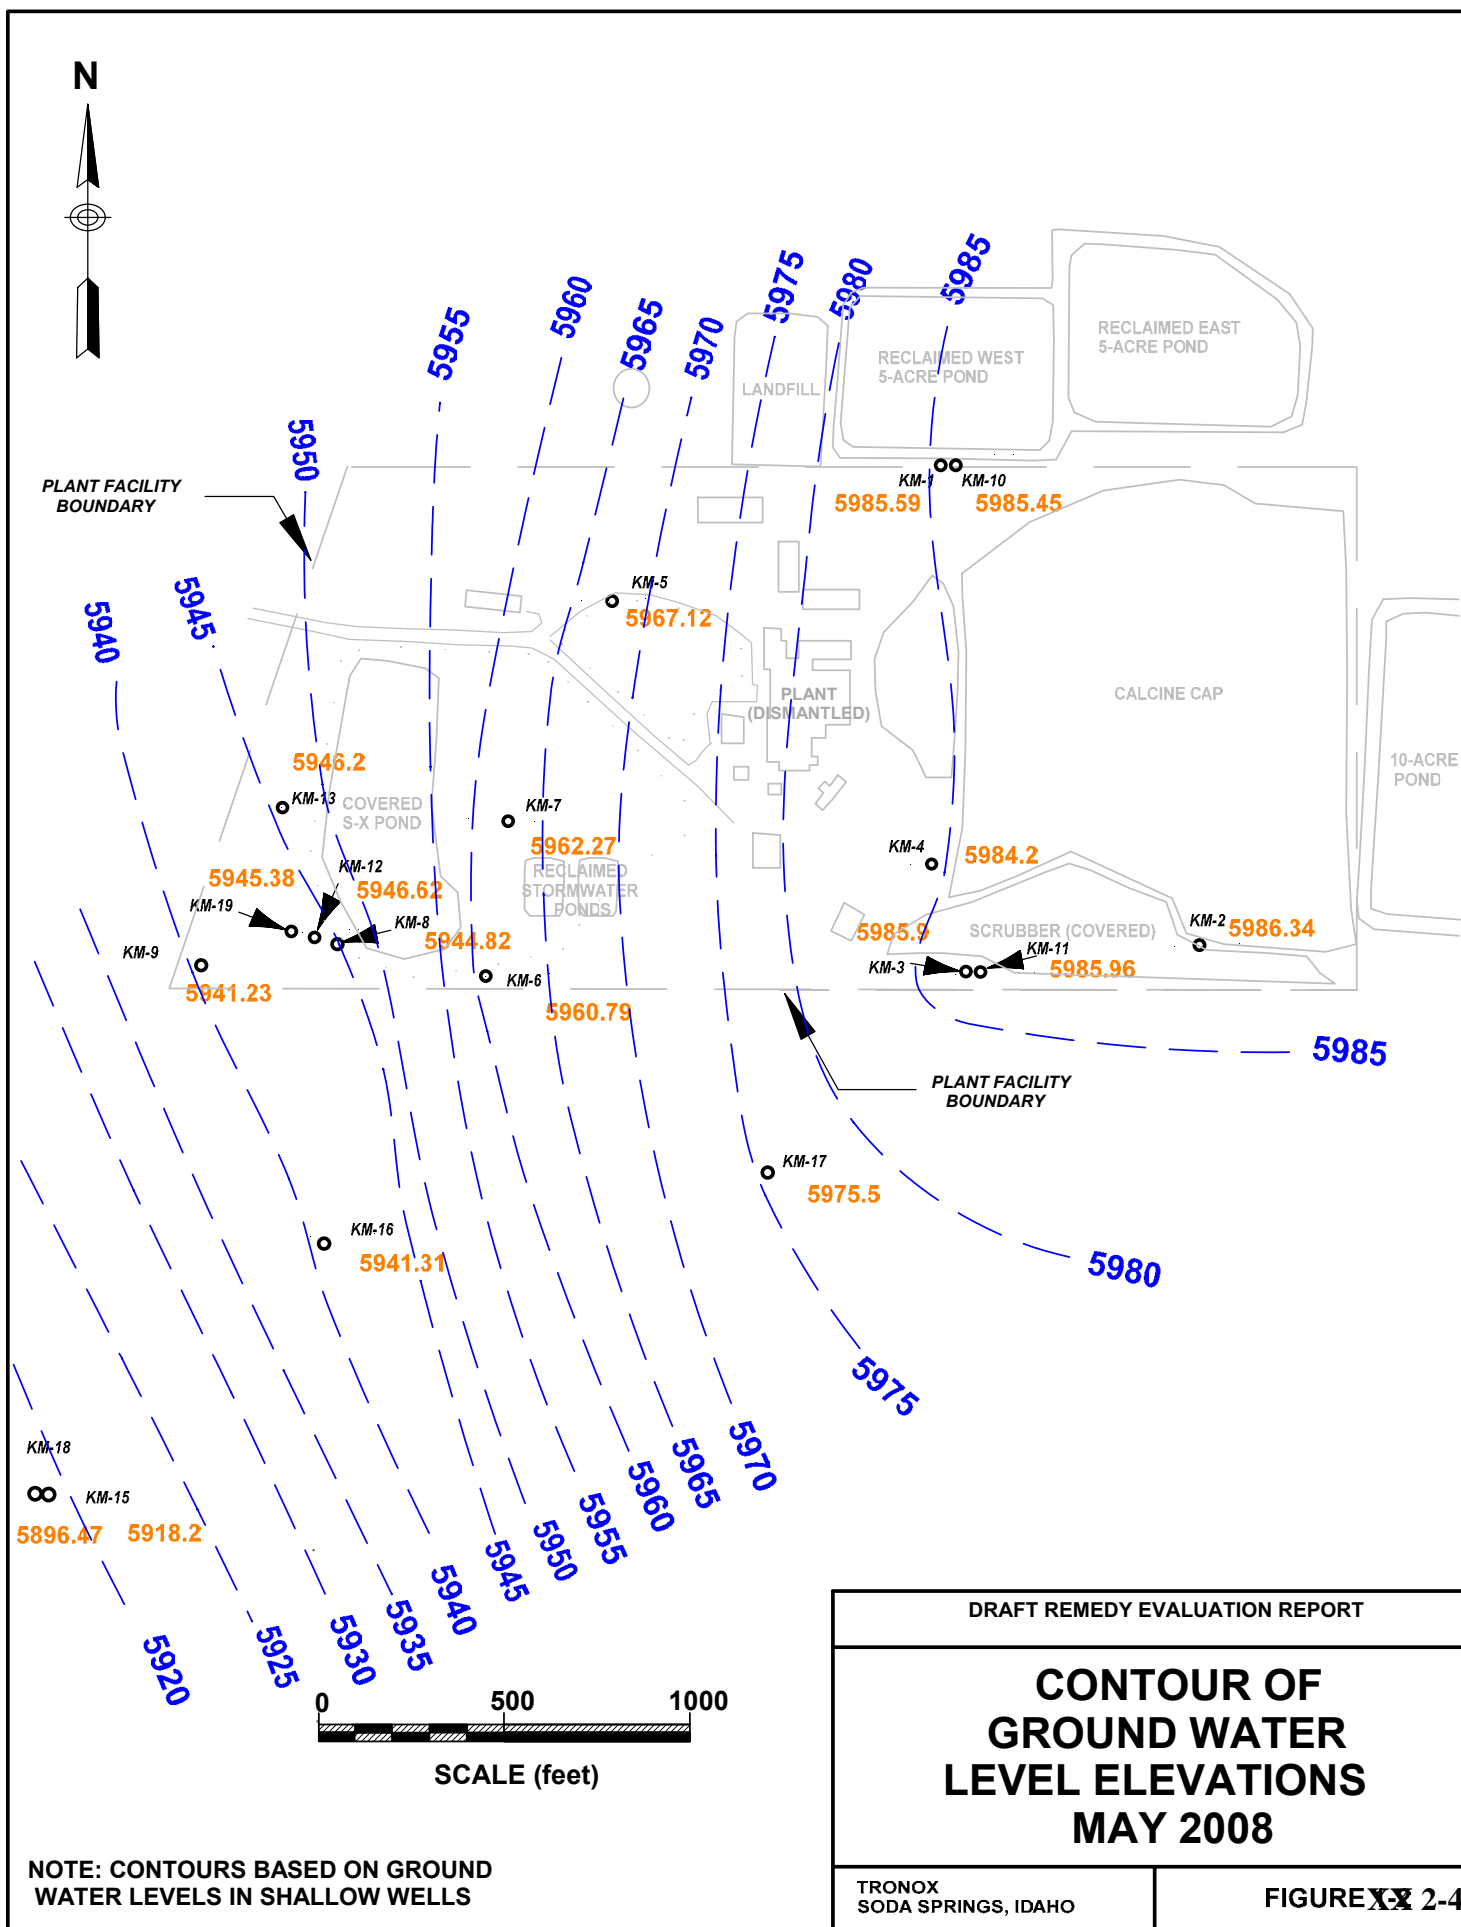 N
5985
5975
5980
5960
5965
5955
5970
RECLAIMED EAST
5-ACRE POND
RECLAIMED WEST
5-ACRE POND
LANDFILL
5950
PLANT FACILITY
BOUNDARY
KM-1
KM-10
5985.59
5985.45
5945
5940
KM-5
5967.12
PLANT
(DISMANTLED)
CALCINE CAP
5946.2
KM-13
COVERED
S-X POND
KM-7
5962.27
10-ACRE
POND
KM-4
5984.2
RECLAIMED
STORMWATER
PONDS
KM-12
5945.38
5946.62
KM-19
KM-8
5944.82
5985.9
SCRUBBER (COVERED)
KM-2
5986.34
KM-9
5941.23
KM-6
5960.79
KM-3
KM-11
5985.96
5985
PLANT FACILITY
BOUNDARY
KM-17
5975.5
KM-16
5941.31
5980
5975
KM-18
KM-15
5896.47
5918.2
5970
5965
5960
5955
5950
5945
5940
5935
5930
5925
5920
0
500
1000
SCALE (feet)
NOTE: CONTOURS BASED ON GROUND
WATER LEVELS IN SHALLOW WELLS
DRAFT REMEDY EVALUATION REPORT
CONTOUR OF
GROUND WATER
LEVEL ELEVATIONS
MAY 2008
TRONOX
SODA SPRINGS, IDAHO
FIGURE 2-4